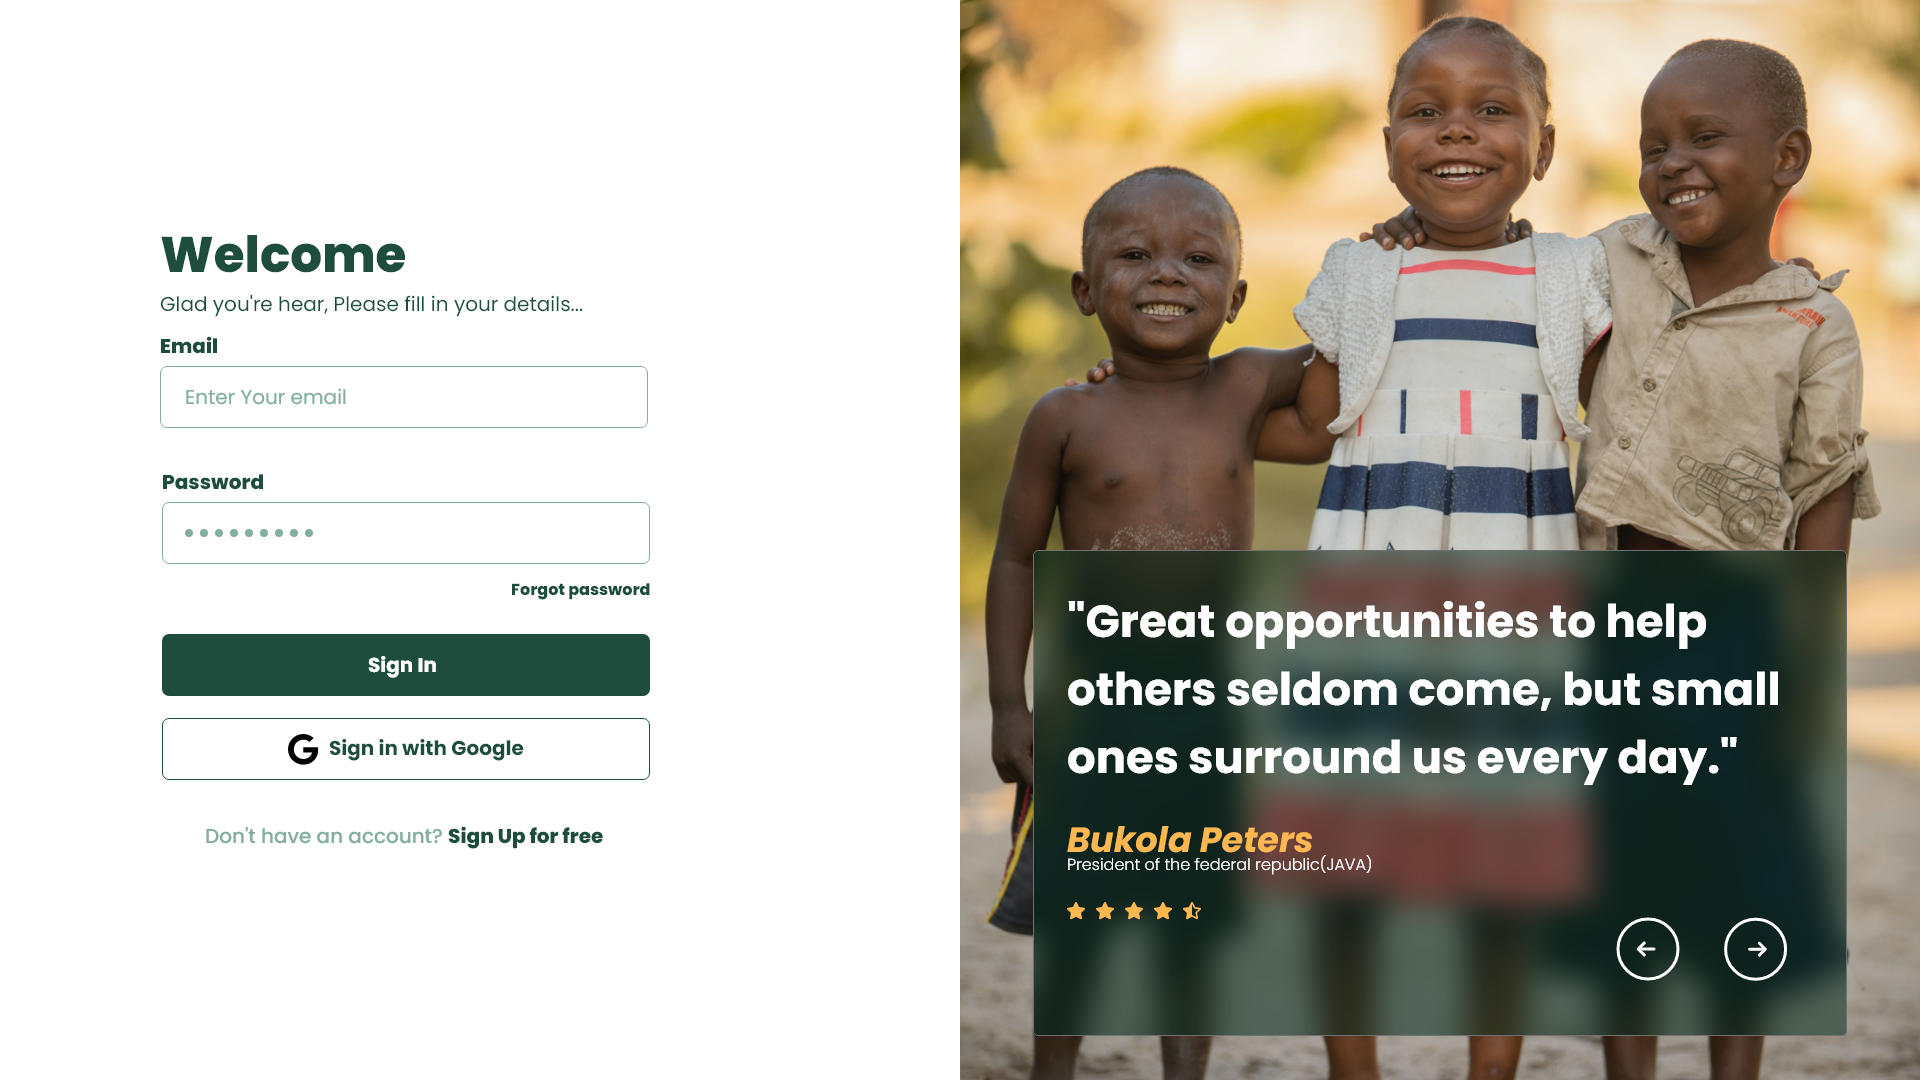 Welcome
Glad you're hear, Please fill in your details...
Email
Enter Your email
Password
Forgot password
Sign In
Sign in with Google
Don't have an account? Sign Up for free
"Great opportunities to help
others seldom come, but small
ones surround us every day."
Bukola Peters
President of the federal republic(JAVA)